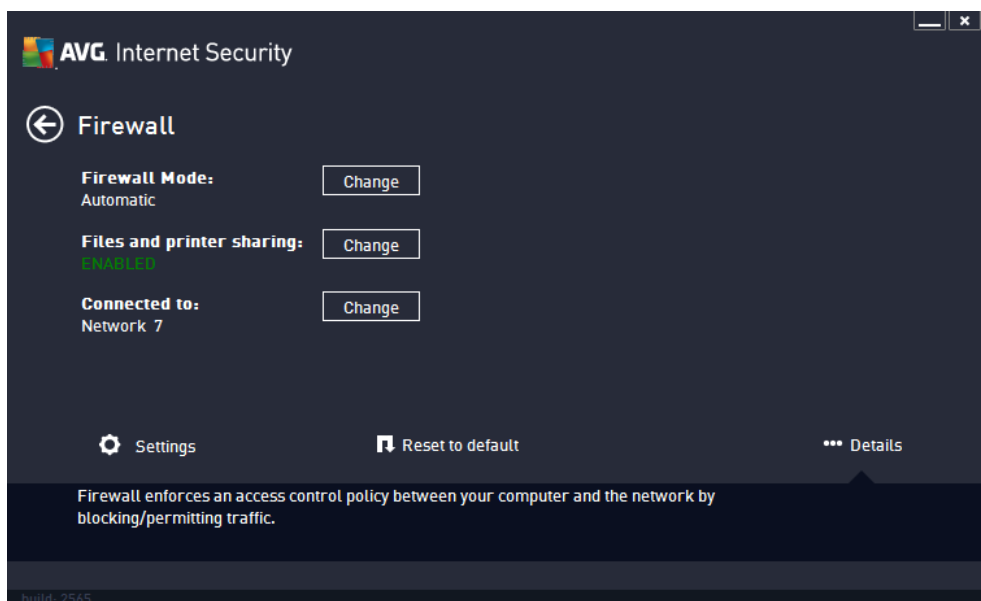 AVG. Internet Security
Firewall
Firewall Mode:
Automatic
Change
Files and printer sharing:
ENABLED
Change
Connected to:
Network 7
Change
Settings
Reset to default
Details
Firewall enforces an access control policy between your computer and the network by
blocking/permitting traffic.
build- 2565